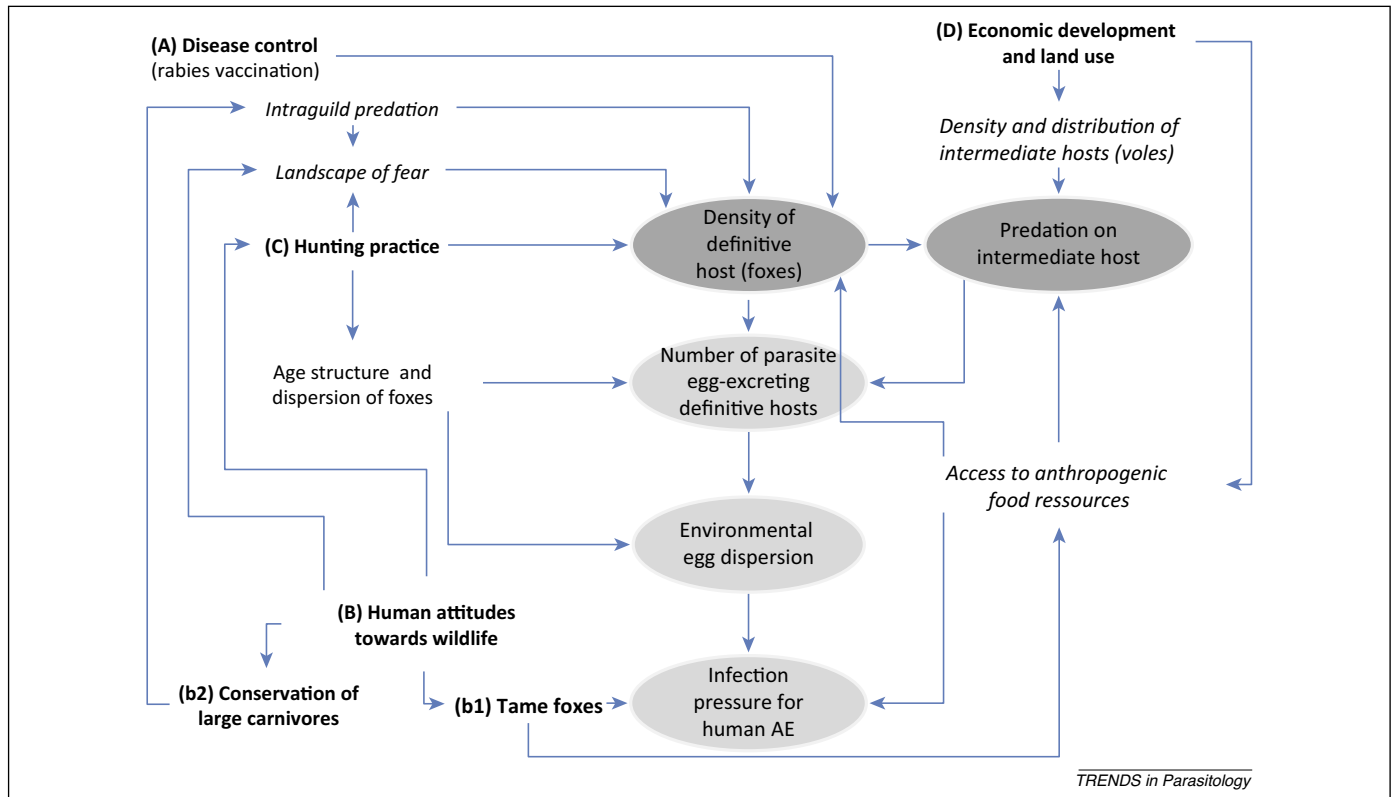 (A) Disease control
(rabies vaccination)
(D) Economic development
and land use
Intraguild predation
Density and distribution of
intermediate hosts (voles)
Landscape of fear
Density of
definitive
host (foxes)
Predation on
intermediate host
(C) Hunting practice
Number of parasite
egg-excreting
definitive hosts
Age structure and
dispersion of foxes
Access to anthropogenic
food ressources
Environmental
egg dispersion
(B) Human attitudes
towards wildlife
Infection
pressure for
human AE
(b2) Conservation of
large carnivores
(b1) Tame foxes
TRENDS in Parasitology